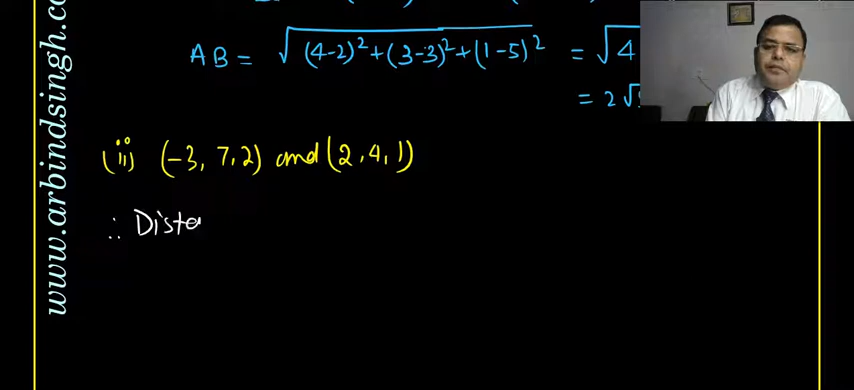 AB = √(4-2)²+(3-3)²+(1-5)² = √4
= 2√
(ii) (-3, 7, 2) and (2, 4, 1)
∴ Dista
www.arbindsingh.co